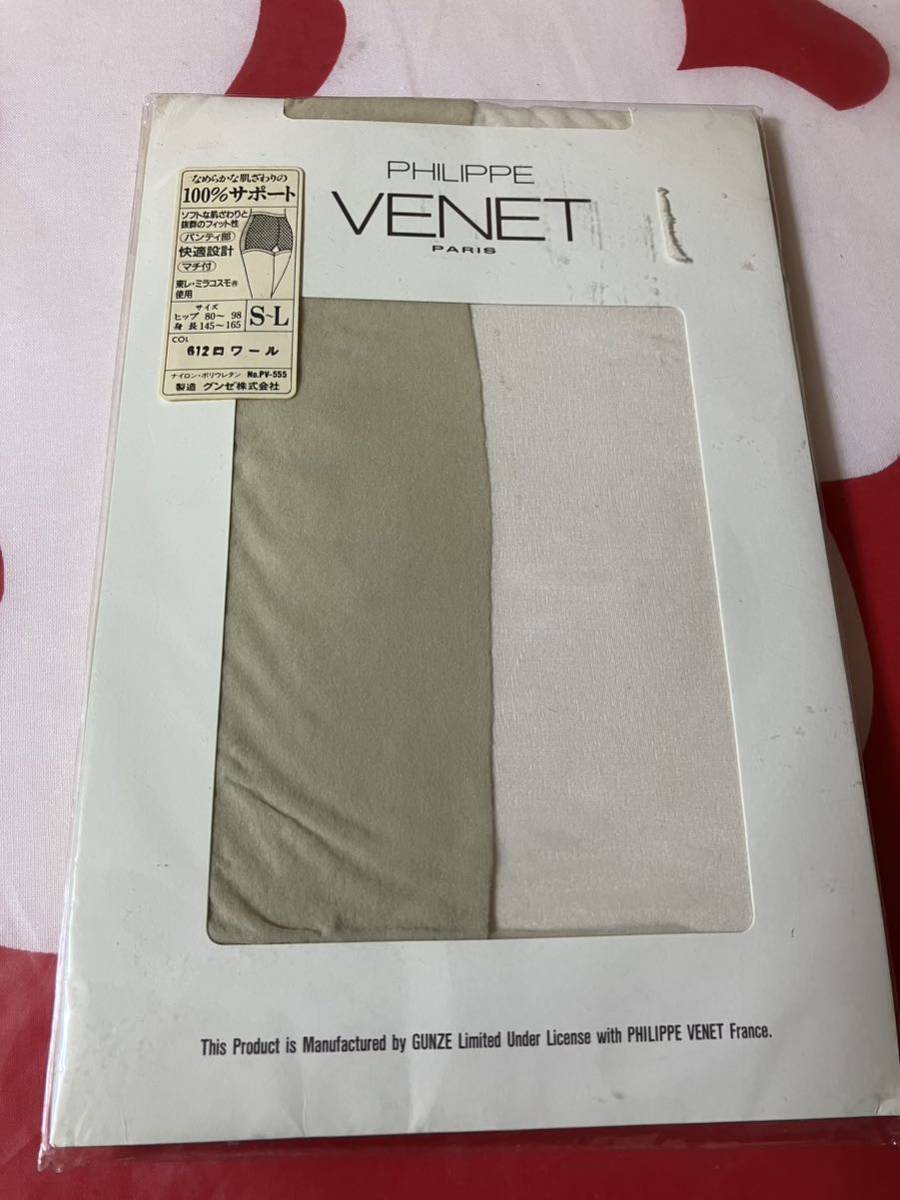 PHILIPPE
VENET
PARIS
なめらかな肌ざわりの
100%サポート
ソフトな肌ざわりと
抜群のフィット性
パンティ部
快適設計
マチ付
東レ・ミラコスモ®
使用
サイズ
ヒップ 80～98
身長 145～165
S~L
COL
612ロワール
ナイロン・ポリウレタン No.PV-555
製造 グンゼ株式会社
This Product is Manufactured by GUNZE Limited Under License with PHILIPPE VENET France.